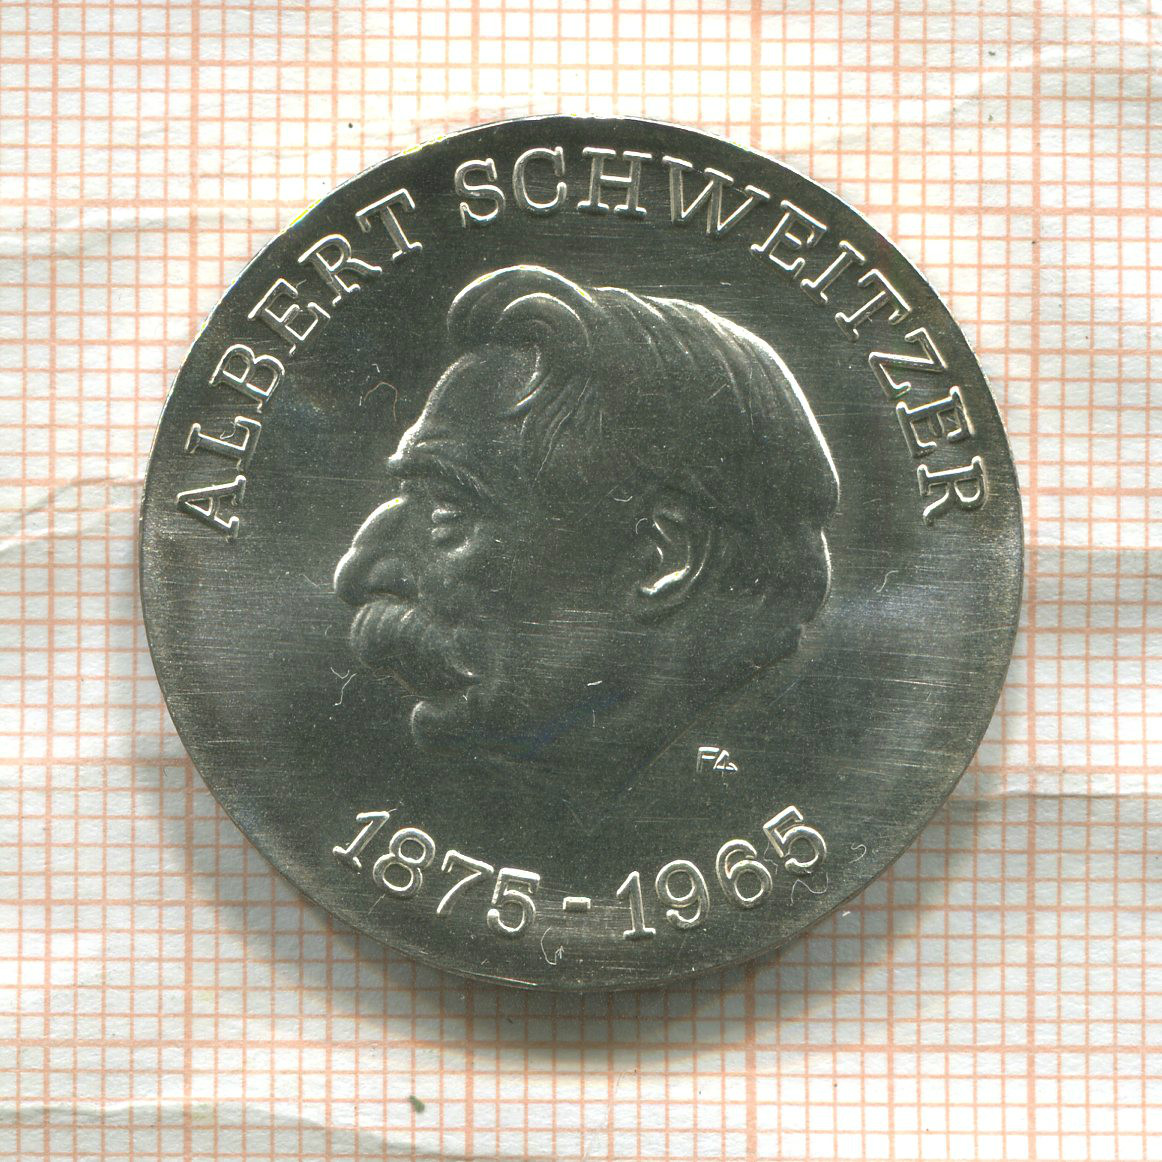 ALBERT SCHWEITZER
FA
1875-1965